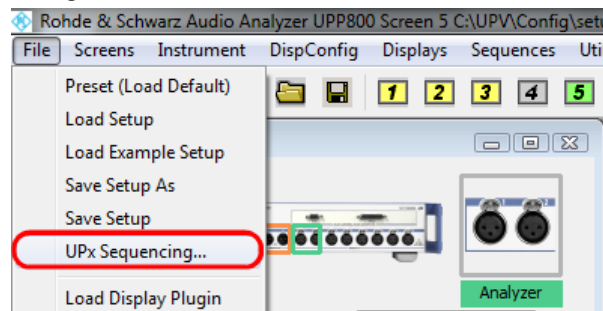 Rohde & Schwarz Audio Analyzer UPP800 Screen 5 C:\UPV\Config\setu
File Screens Instrument DispConfig Displays Sequences Uti
Preset (Load Default)
1 2 3 4 5
Load Setup
Load Example Setup
Save Setup As
Save Setup
UPx Sequencing...
Analyzer
Load Display Plugin